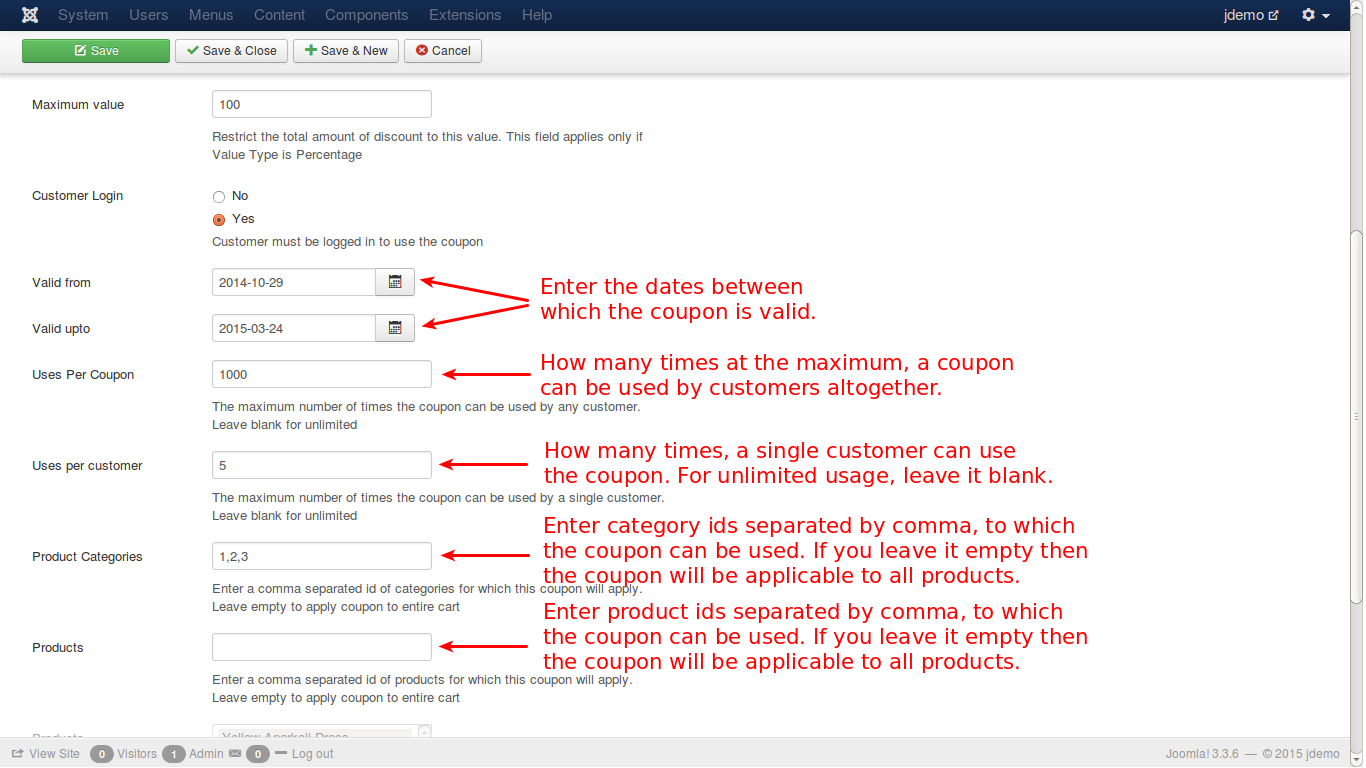 System Users Menus Content Components Extensions Help jdemo
Save Save & Close Save & New Cancel
Maximum value 100
Restrict the total amount of discount to this value. This field applies only if
Value Type is Percentage
Customer Login No
Yes
Customer must be logged in to use the coupon
Valid from 2014-10-29
Enter the dates between
which the coupon is valid.
Valid upto 2015-03-24
Uses Per Coupon 1000
How many times at the maximum, a coupon
can be used by customers altogether.
The maximum number of times the coupon can be used by any customer.
Leave blank for unlimited
Uses per customer 5
How many times, a single customer can use
the coupon. For unlimited usage, leave it blank.
The maximum number of times the coupon can be used by a single customer.
Leave blank for unlimited
Product Categories 1,2,3
Enter category ids separated by comma, to which
the coupon can be used. If you leave it empty then
the coupon will be applicable to all products.
Enter a comma separated id of categories for which this coupon will apply.
Leave empty to apply coupon to entire cart
Products
Enter product ids separated by comma, to which
the coupon can be used. If you leave it empty then
the coupon will be applicable to all products.
Enter a comma separated id of products for which this coupon will apply.
Leave empty to apply coupon to entire cart
Products Yellow Anarkali Dress
View Site 0 Visitors 1 Admin 0 Log out Joomla! 3.3.6 — © 2015 jdemo